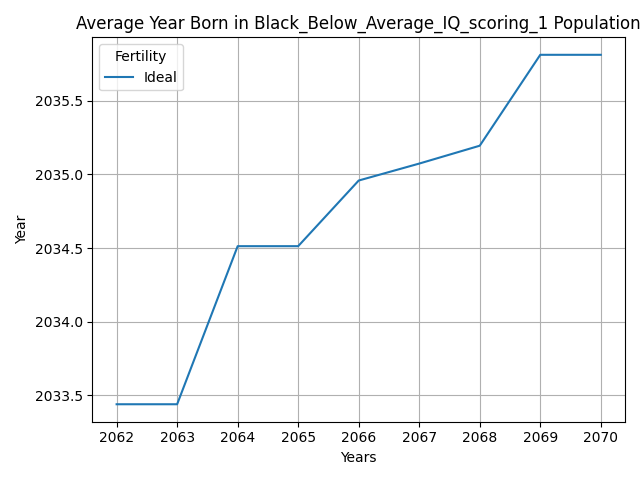 Average Year Born in Black_Below_Average_IQ_scoring_1 Population
Fertility
Ideal
Year
2035.5
2035.0
2034.5
2034.0
2033.5
2062 2063 2064 2065 2066 2067 2068 2069 2070
Years